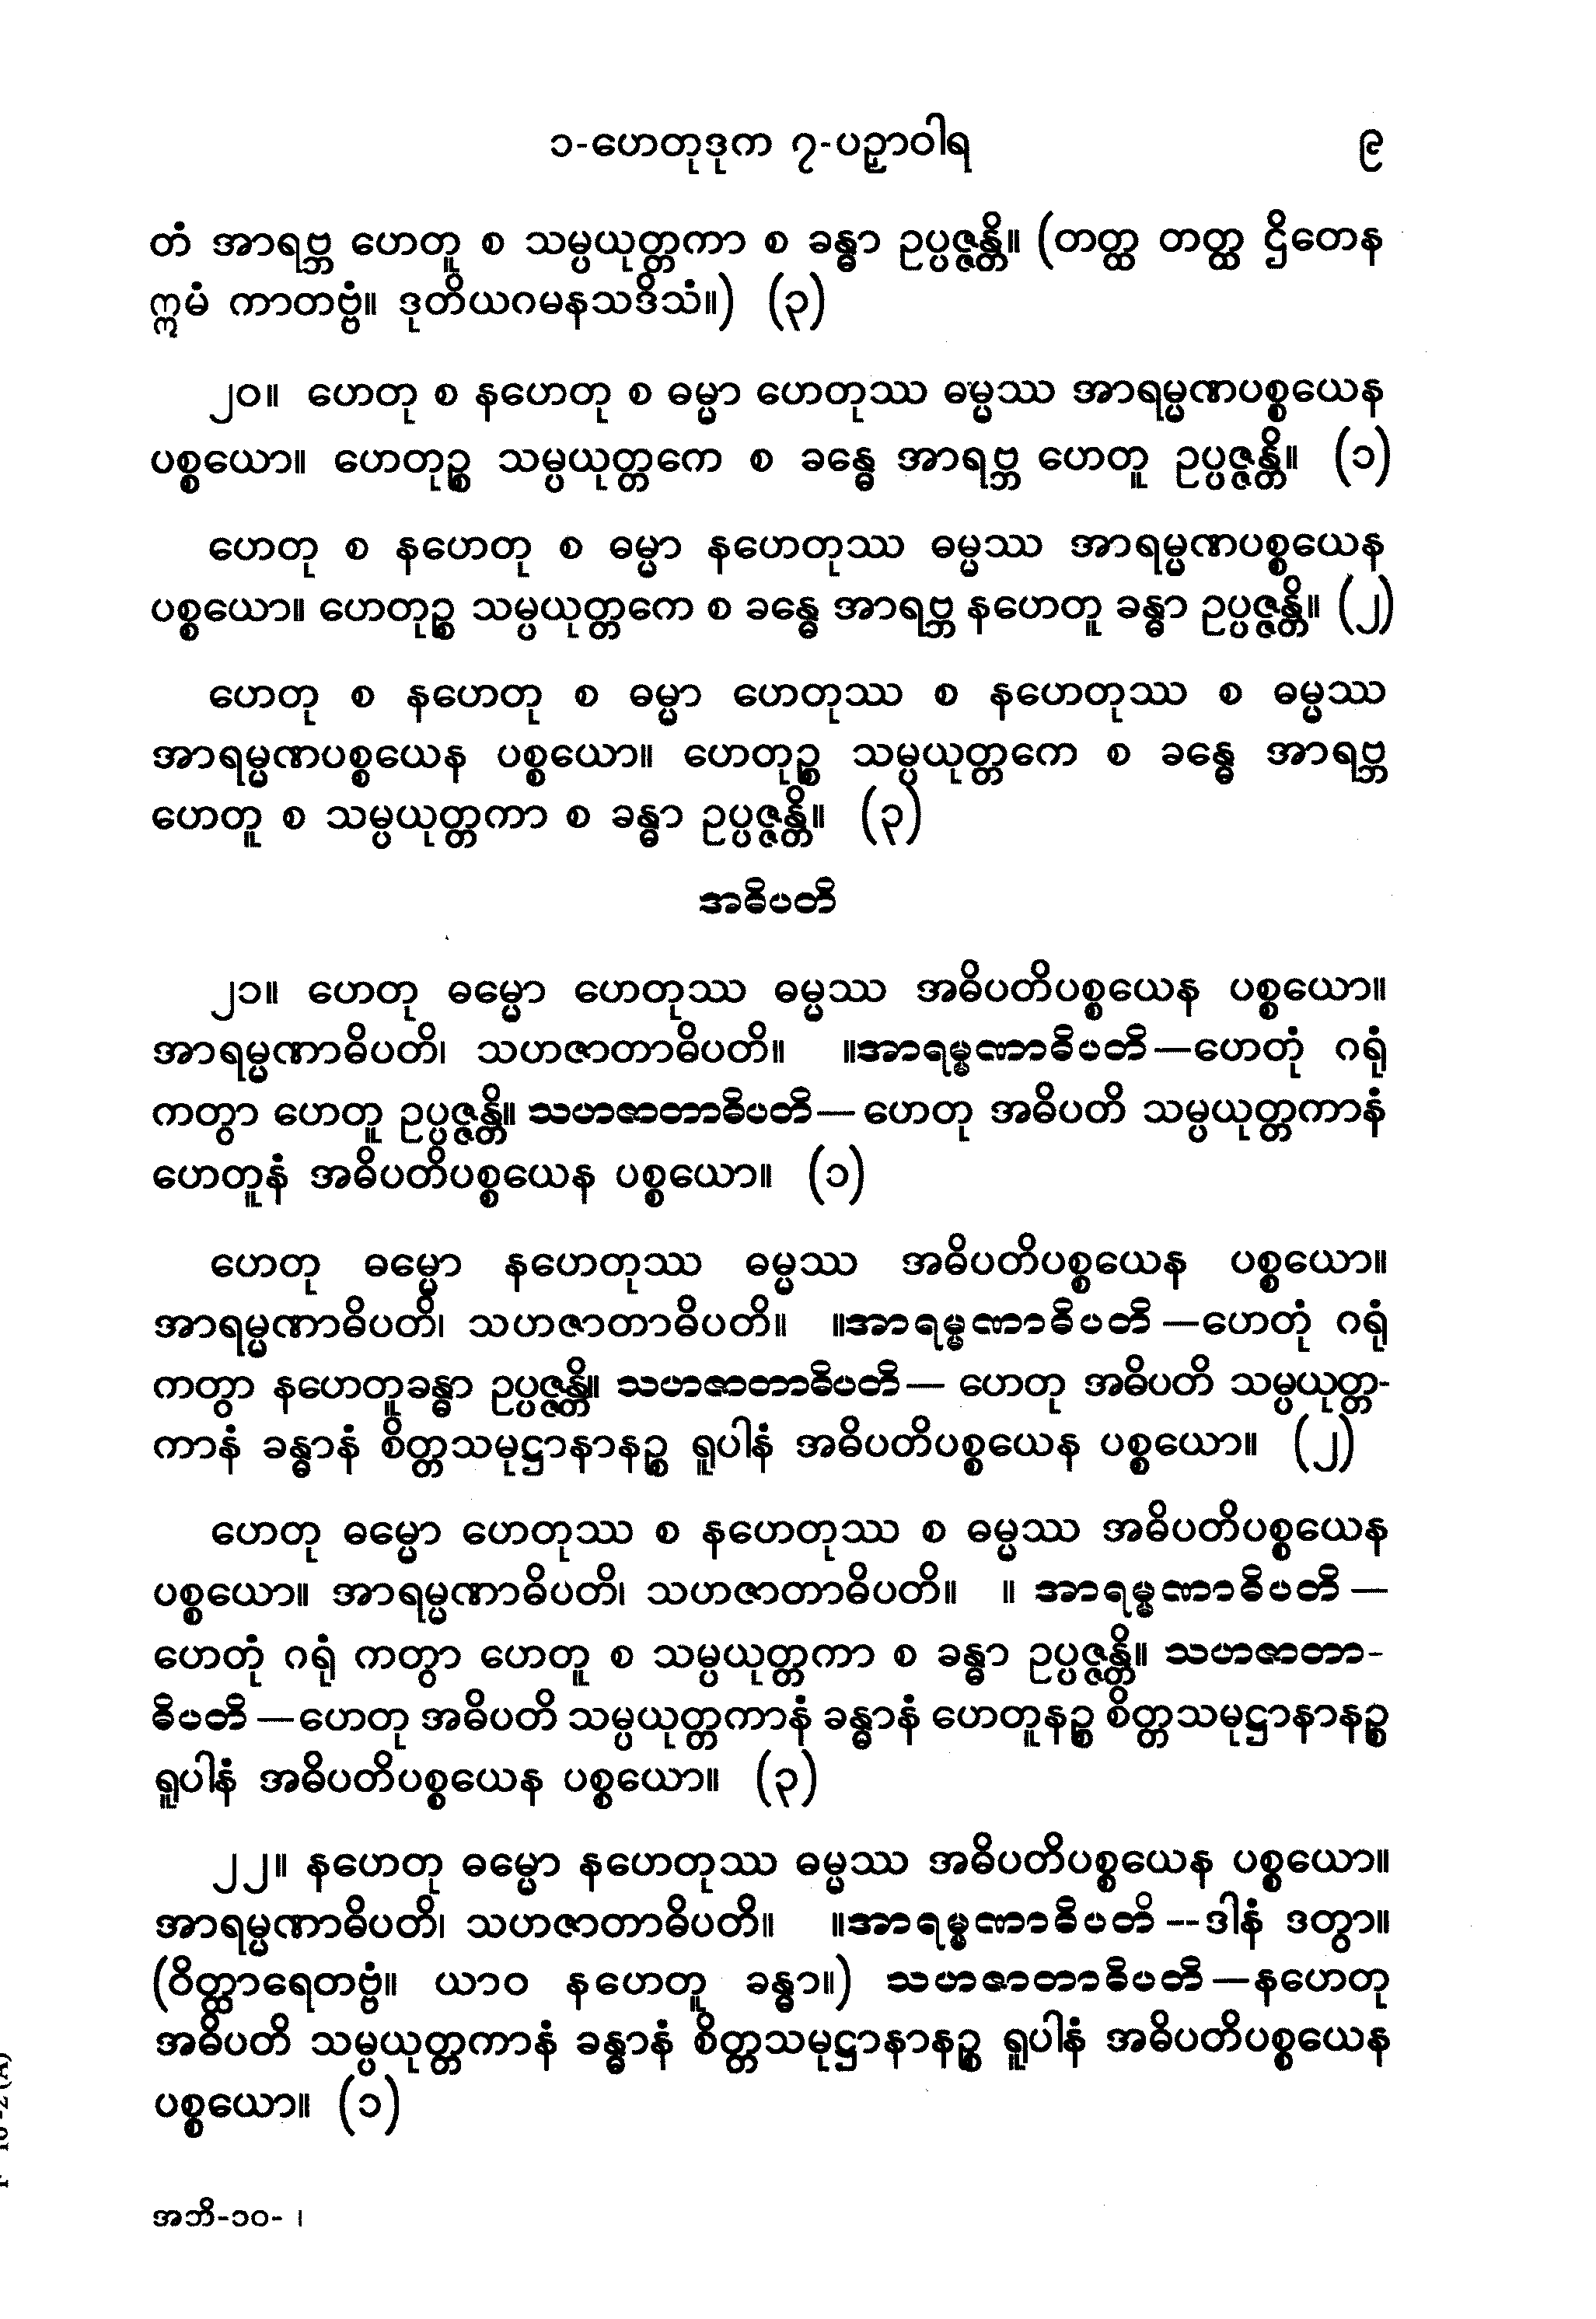 ၁-ဟေတုဒုက ၇-ပဉှာဝါရ ၉
တံ အာရဗ္ဘ ဟေတူ စ သမ္ပယုတ္တကာ စ ခန္ဓာ ဥပ္ပဇ္ဇန္တိ။ (တတ္ထ တတ္ထ ဌိတေန
ဣမံ ကာတဗ္ဗံ။ ဒုတိယဂမနသဒိသံ။) (၃)
၂၀။ ဟေတု စ နဟေတု စ ဓမ္မာ ဟေတုဿ ဓမ္မဿ အာရမ္မဏပစ္စယေန
ပစ္စယော။ ဟေတုဉ္စ သမ္ပယုတ္တကေ စ ခန္ဓေ အာရဗ္ဘ ဟေတူ ဥပ္ပဇ္ဇန္တိ။ (၁)
ဟေတု စ နဟေတု စ ဓမ္မာ နဟေတုဿ ဓမ္မဿ အာရမ္မဏပစ္စယေန
ပစ္စယော။ ဟေတုဉ္စ သမ္ပယုတ္တကေ စ ခန္ဓေ အာရဗ္ဘ နဟေတူ ခန္ဓာ ဥပ္ပဇ္ဇန္တိ။ (၂)
ဟေတု စ နဟေတု စ ဓမ္မာ ဟေတုဿ စ နဟေတုဿ စ ဓမ္မဿ
အာရမ္မဏပစ္စယေန ပစ္စယော။ ဟေတုဉ္စ သမ္ပယုတ္တကေ စ ခန္ဓေ အာရဗ္ဘ
ဟေတူ စ သမ္ပယုတ္တကာ စ ခန္ဓာ ဥပ္ပဇ္ဇန္တိ။ (၃)
အဓိပတိ
၂၁။ ဟေတု ဓမ္မော ဟေတုဿ ဓမ္မဿ အဓိပတိပစ္စယေန ပစ္စယော။
အာရမ္မဏာဓိပတိ၊ သဟဇာတာဓိပတိ။ ။အာရမ္မဏာဓိပတိ—ဟေတုံ ဂရုံ
ကတွာ ဟေတူ ဥပ္ပဇ္ဇန္တိ။ သဟဇာတာဓိပတိ—ဟေတု အဓိပတိ သမ္ပယုတ္တကာနံ
ဟေတူနံ အဓိပတိပစ္စယေန ပစ္စယော။ (၁)
ဟေတု ဓမ္မော နဟေတုဿ ဓမ္မဿ အဓိပတိပစ္စယေန ပစ္စယော။
အာရမ္မဏာဓိပတိ၊ သဟဇာတာဓိပတိ။ ။အာရမ္မဏာဓိပတိ—ဟေတုံ ဂရုံ
ကတွာ နဟေတူခန္ဓာ ဥပ္ပဇ္ဇန္တိ။ သဟဇာတာဓိပတိ— ဟေတု အဓိပတိ သမ္ပယုတ္တ-
ကာနံ ခန္ဓာနံ စိတ္တသမုဋ္ဌာနာနဉ္စ ရူပါနံ အဓိပတိပစ္စယေန ပစ္စယော။ (၂)
ဟေတု ဓမ္မော ဟေတုဿ စ နဟေတုဿ စ ဓမ္မဿ အဓိပတိပစ္စယေန
ပစ္စယော။ အာရမ္မဏာဓိပတိ၊ သဟဇာတာဓိပတိ။ ။ အာရမ္မဏာဓိပတိ —
ဟေတုံ ဂရုံ ကတွာ ဟေတူ စ သမ္ပယုတ္တကာ စ ခန္ဓာ ဥပ္ပဇ္ဇန္တိ။ သဟဇာတာ-
ဓိပတိ —ဟေတု အဓိပတိ သမ္ပယုတ္တကာနံ ခန္ဓာနံ ဟေတူနဉ္စ စိတ္တသမုဋ္ဌာနာနဉ္စ
ရူပါနံ အဓိပတိပစ္စယေန ပစ္စယော။ (၃)
၂၂။ နဟေတု ဓမ္မော နဟေတုဿ ဓမ္မဿ အဓိပတိပစ္စယေန ပစ္စယော။
အာရမ္မဏာဓိပတိ၊ သဟဇာတာဓိပတိ။ ။အာရမ္မဏာဓိပတိ --ဒါနံ ဒတွာ။
(ဝိတ္ထာရေတဗ္ဗံ။ ယာဝ နဟေတူ ခန္ဓာ။) သဟဇာတာဓိပတိ—နဟေတု
အဓိပတိ သမ္ပယုတ္တကာနံ ခန္ဓာနံ စိတ္တသမုဋ္ဌာနာနဉ္စ ရူပါနံ အဓိပတိပစ္စယေန
ပစ္စယော။ (၁)
အဘိ-၁၀- ၊